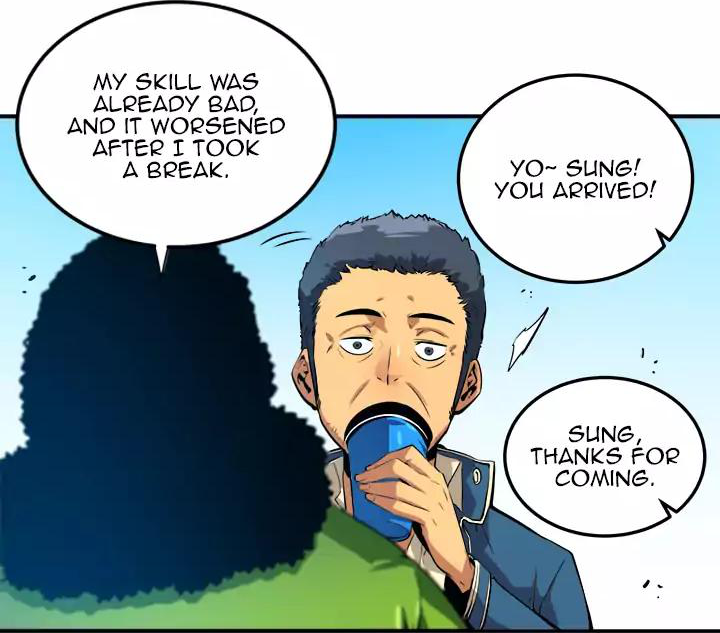 MY SKILL WAS
ALREADY BAD,
AND IT WORSENED
AFTER I TOOK
A BREAK.
YO~ SUNG!
YOU ARRIVED!
SUNG,
THANKS FOR
COMING.